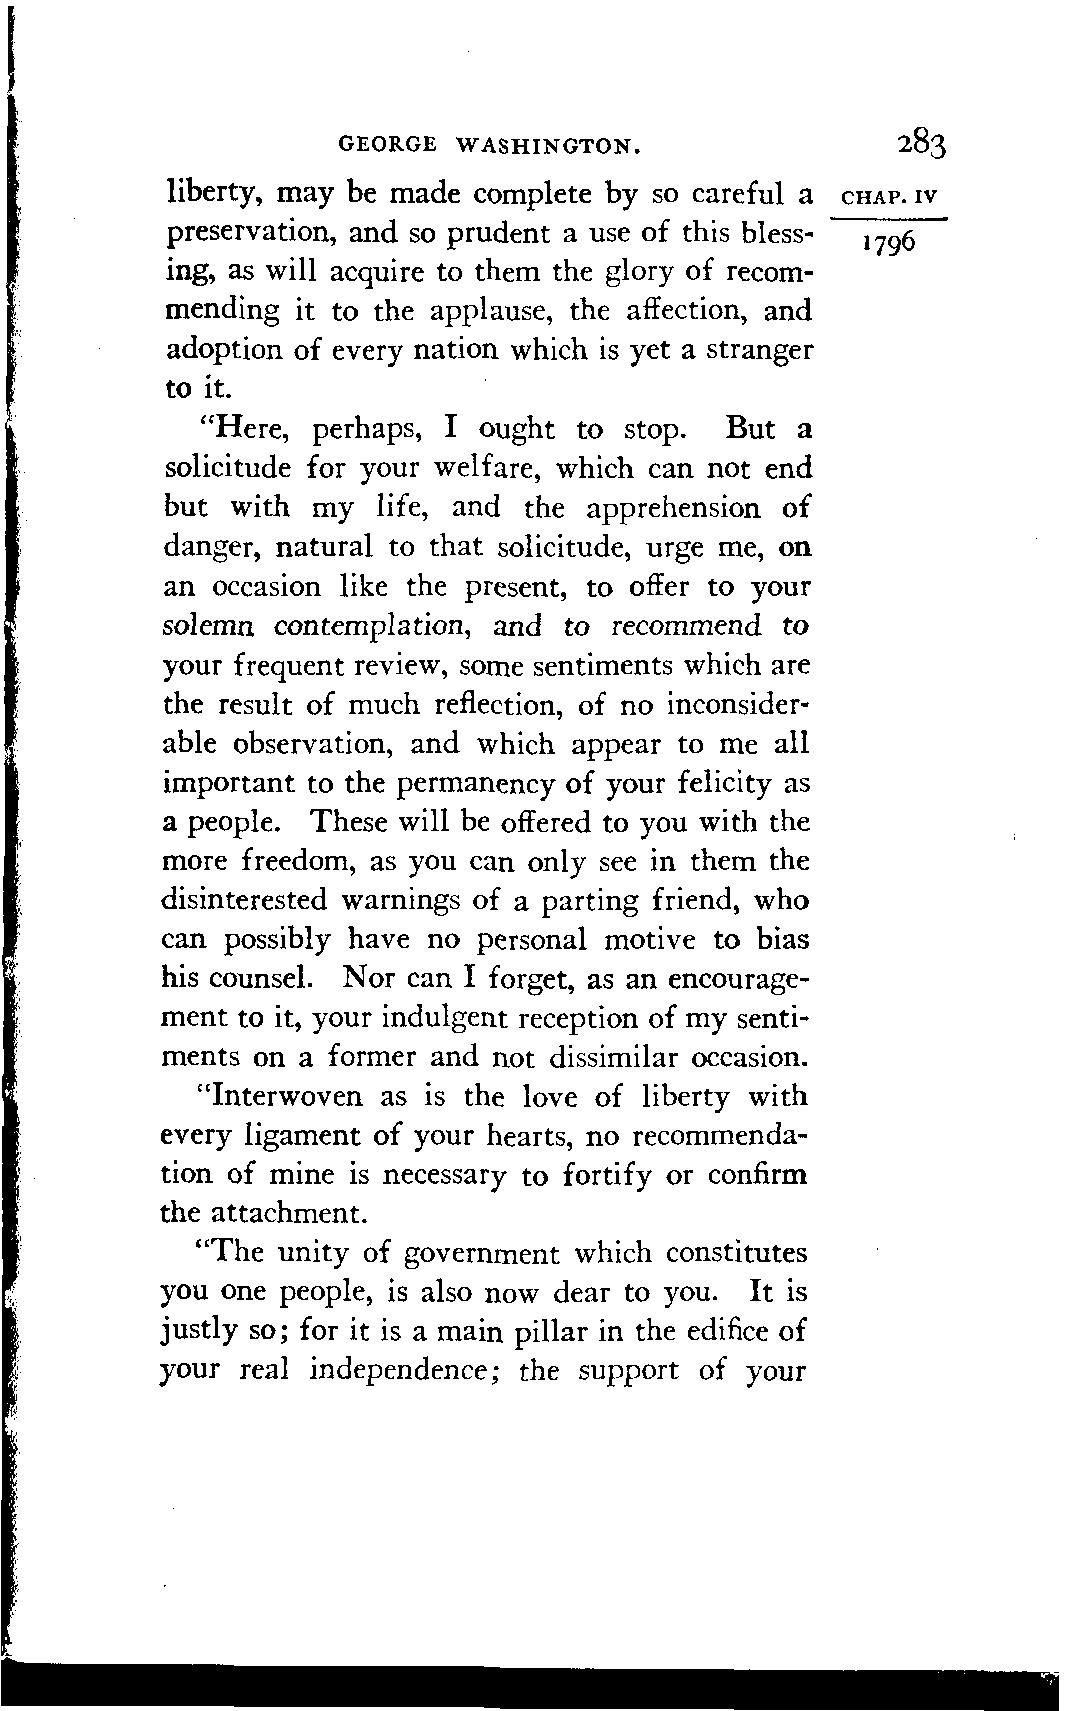 GEORGE WASHINGTON. 283
CHAP. IV
1796
liberty, may be made complete by so careful a
preservation, and so prudent a use of this bless-
ing, as will acquire to them the glory of recom-
mending it to the applause, the affection, and
adoption of every nation which is yet a stranger
to it.
"Here, perhaps, I ought to stop. But a
solicitude for your welfare, which can not end
but with my life, and the apprehension of
danger, natural to that solicitude, urge me, on
an occasion like the present, to offer to your
solemn contemplation, and to recommend to
your frequent review, some sentiments which are
the result of much reflection, of no inconsider-
able observation, and which appear to me all
important to the permanency of your felicity as
a people. These will be offered to you with the
more freedom, as you can only see in them the
disinterested warnings of a parting friend, who
can possibly have no personal motive to bias
his counsel. Nor can I forget, as an encourage-
ment to it, your indulgent reception of my senti-
ments on a former and not dissimilar occasion.
"Interwoven as is the love of liberty with
every ligament of your hearts, no recommenda-
tion of mine is necessary to fortify or confirm
the attachment.
"The unity of government which constitutes
you one people, is also now dear to you. It is
justly so; for it is a main pillar in the edifice of
your real independence; the support of your